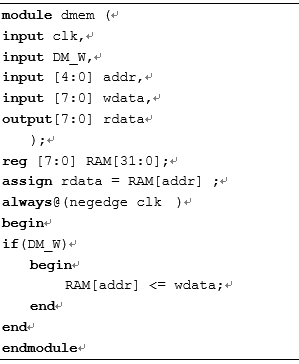 module dmem (
input clk,
input DM_W,
input [4:0] addr,
input [7:0] wdata,
output[7:0] rdata
);
reg [7:0] RAM[31:0];
assign rdata = RAM[addr] ;
always@(negedge clk )
begin
if(DM_W)
begin
RAM[addr] <= wdata;
end
end
endmodule